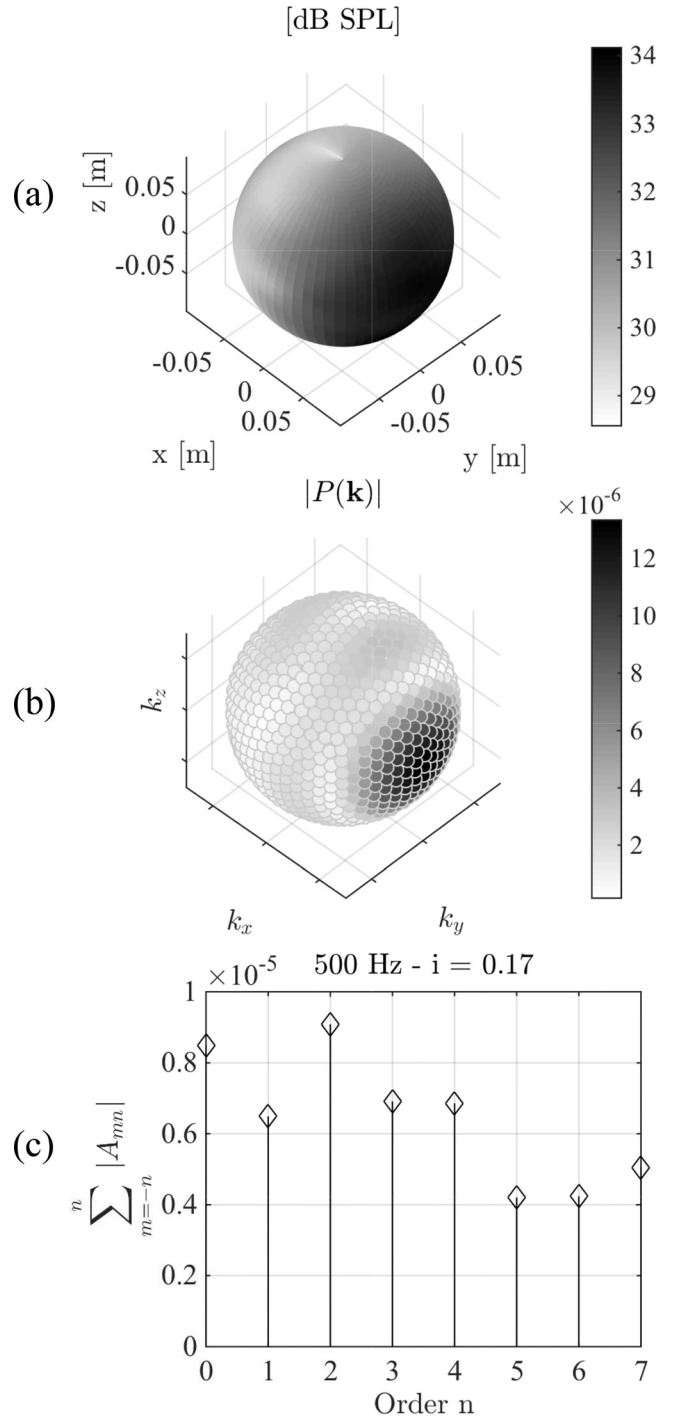 [dB SPL]
(a)
z [m]
0.05
0
-0.05
-0.05
0
0.05
x [m]
0.05
0
-0.05
y [m]
34
33
32
31
30
29
|P(k)|
×10⁻⁶
(b)
k_z
k_x
k_y
12
10
8
6
4
2
500 Hz - i = 0.17
×10⁻⁵
(c)
n
∑ |A_mn|
m=-n
1
0.8
0.6
0.4
0.2
0
0 1 2 3 4 5 6 7
Order n